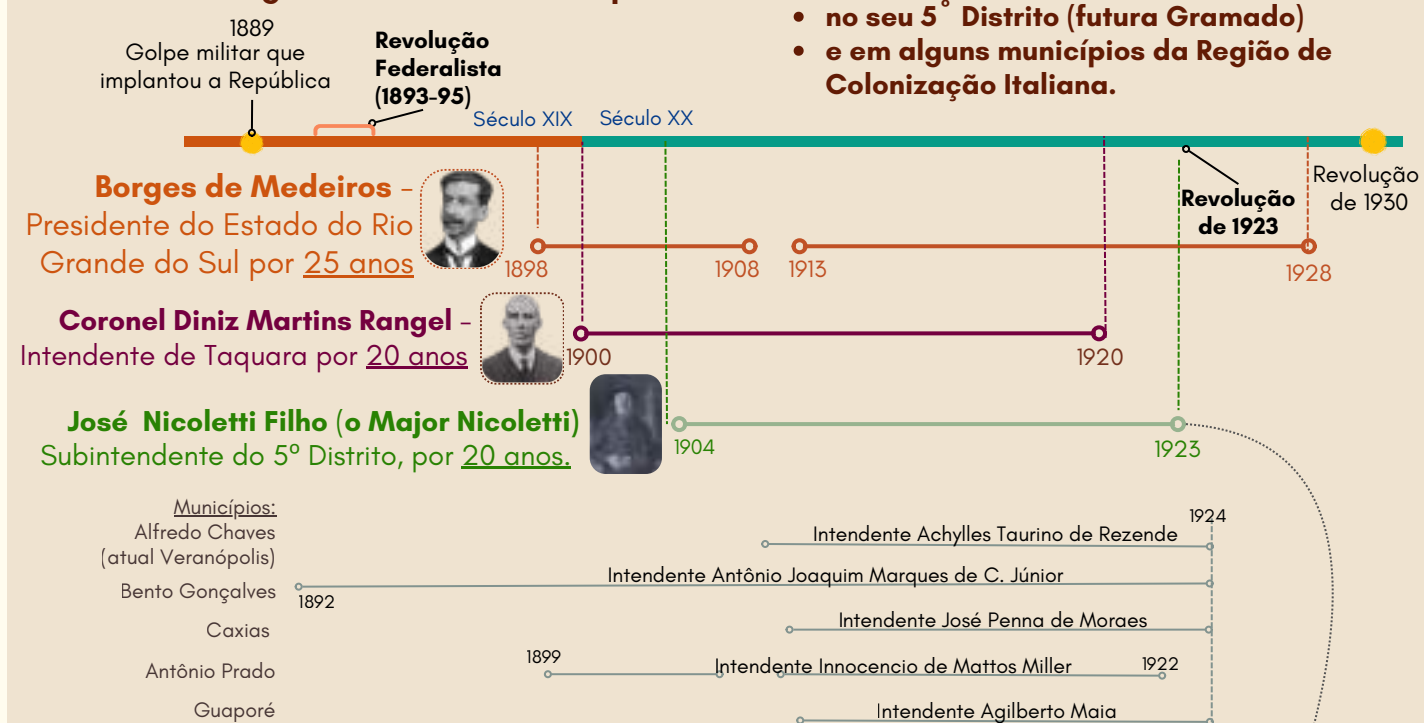 no seu 5° Distrito (futura Gramado)
e em alguns municípios da Região de
Colonização Italiana.
1889
Golpe militar que
implantou a República
Revolução
Federalista
(1893-95)
Século XIX
Século XX
Revolução
de 1923
Revolução
de 1930
Borges de Medeiros –
Presidente do Estado do Rio
Grande do Sul por 25 anos
1898
1908
1913
1928
Coronel Diniz Martins Rangel –
Intendente de Taquara por 20 anos
1900
1920
José Nicoletti Filho (o Major Nicoletti)
Subintendente do 5º Distrito, por 20 anos.
1904
1923
Municípios:
Alfredo Chaves
(atual Veranópolis)
Intendente Achylles Taurino de Rezende
1924
Bento Gonçalves
1892
Intendente Antônio Joaquim Marques de C. Júnior
Caxias
Intendente José Penna de Moraes
Antônio Prado
1899
Intendente Innocencio de Mattos Miller
1922
Guaporé
Intendente Agilberto Maia